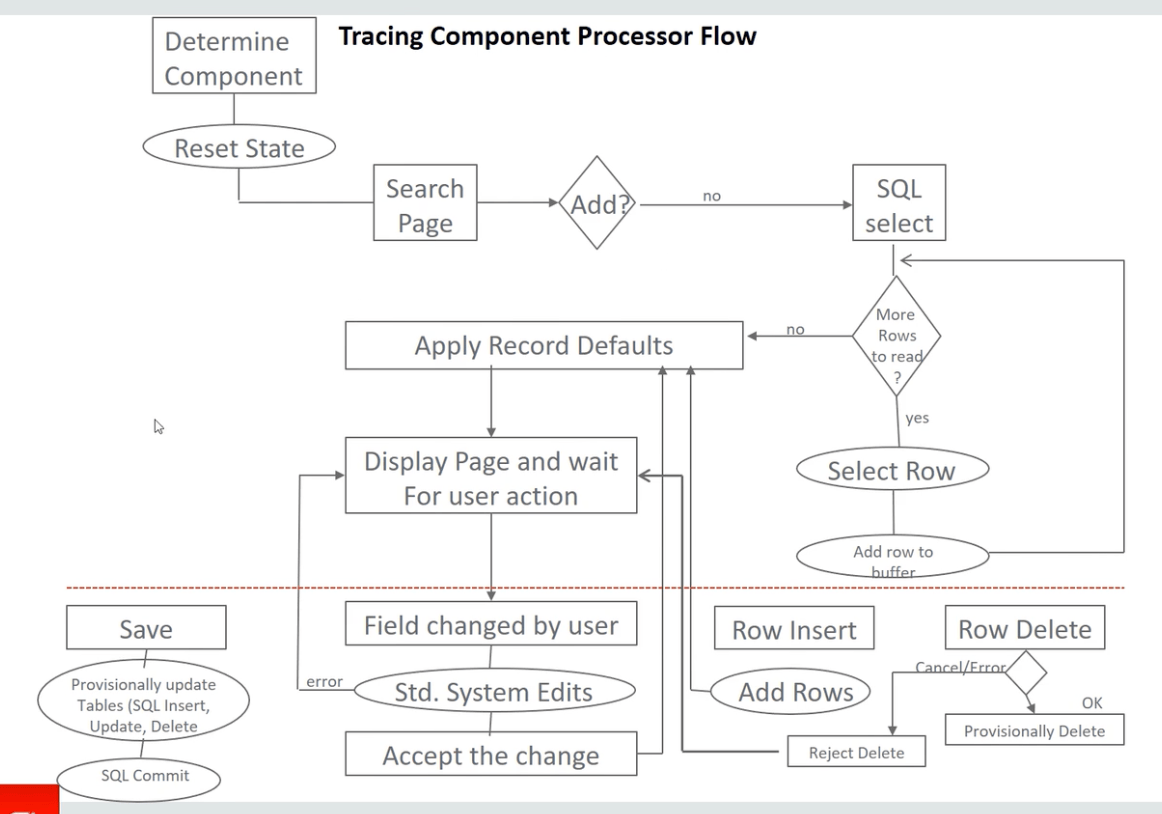 Tracing Component Processor Flow
Determine
Component
Reset State
Search
Page
Add?
no
SQL
select
More
Rows
to read
?
no
yes
Apply Record Defaults
Display Page and wait
For user action
Select Row
Add row to
buffer
Save
Provisionally update
Tables (SQL Insert,
Update, Delete
SQL Commit
Field changed by user
error
Std. System Edits
Accept the change
Row Insert
Add Rows
Row Delete
Cancel/Error
OK
Provisionally Delete
Reject Delete